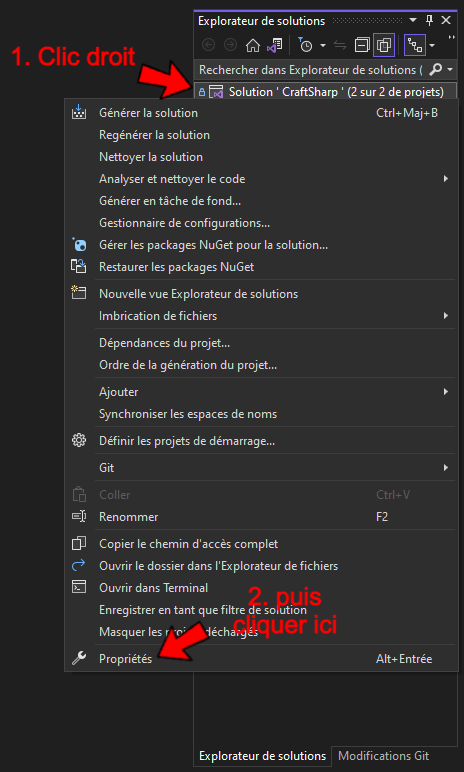 Explorateur de solutions
1. Clic droit
Rechercher dans Explorateur de solutions (
Solution ' CraftSharp ' (2 sur 2 de projets)
Générer la solution Ctrl+Maj+B
Regénérer la solution
Nettoyer la solution
Analyser et nettoyer le code
Générer en tâche de fond...
Gestionnaire de configurations...
Gérer les packages NuGet pour la solution...
Restaurer les packages NuGet
Nouvelle vue Explorateur de solutions
Imbrication de fichiers
Dépendances du projet...
Ordre de la génération du projet...
Ajouter
Synchroniser les espaces de noms
Définir les projets de démarrage...
Git
Coller Ctrl+V
Renommer F2
Copier le chemin d'accès complet
Ouvrir le dossier dans l'Explorateur de fichiers
Ouvrir dans Terminal
2. puis
Enregistrer en tant que filtre de solution
cliquer ici
Masquer les projets déchargés
Propriétés Alt+Entrée
Explorateur de solutions Modifications Git